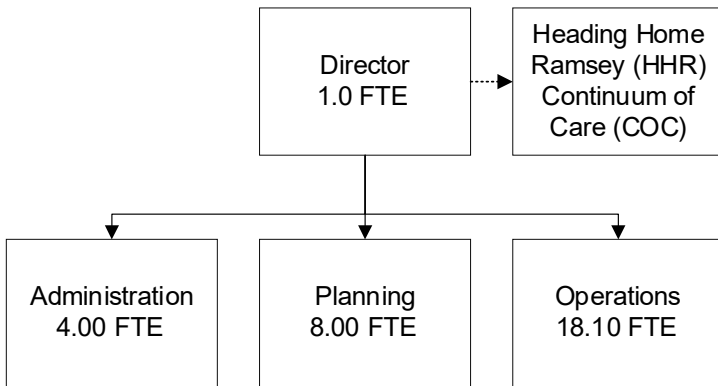 Director
1.0 FTE
Heading Home
Ramsey (HHR)
Continuum of
Care (COC)
Administration
4.00 FTE
Planning
8.00 FTE
Operations
18.10 FTE